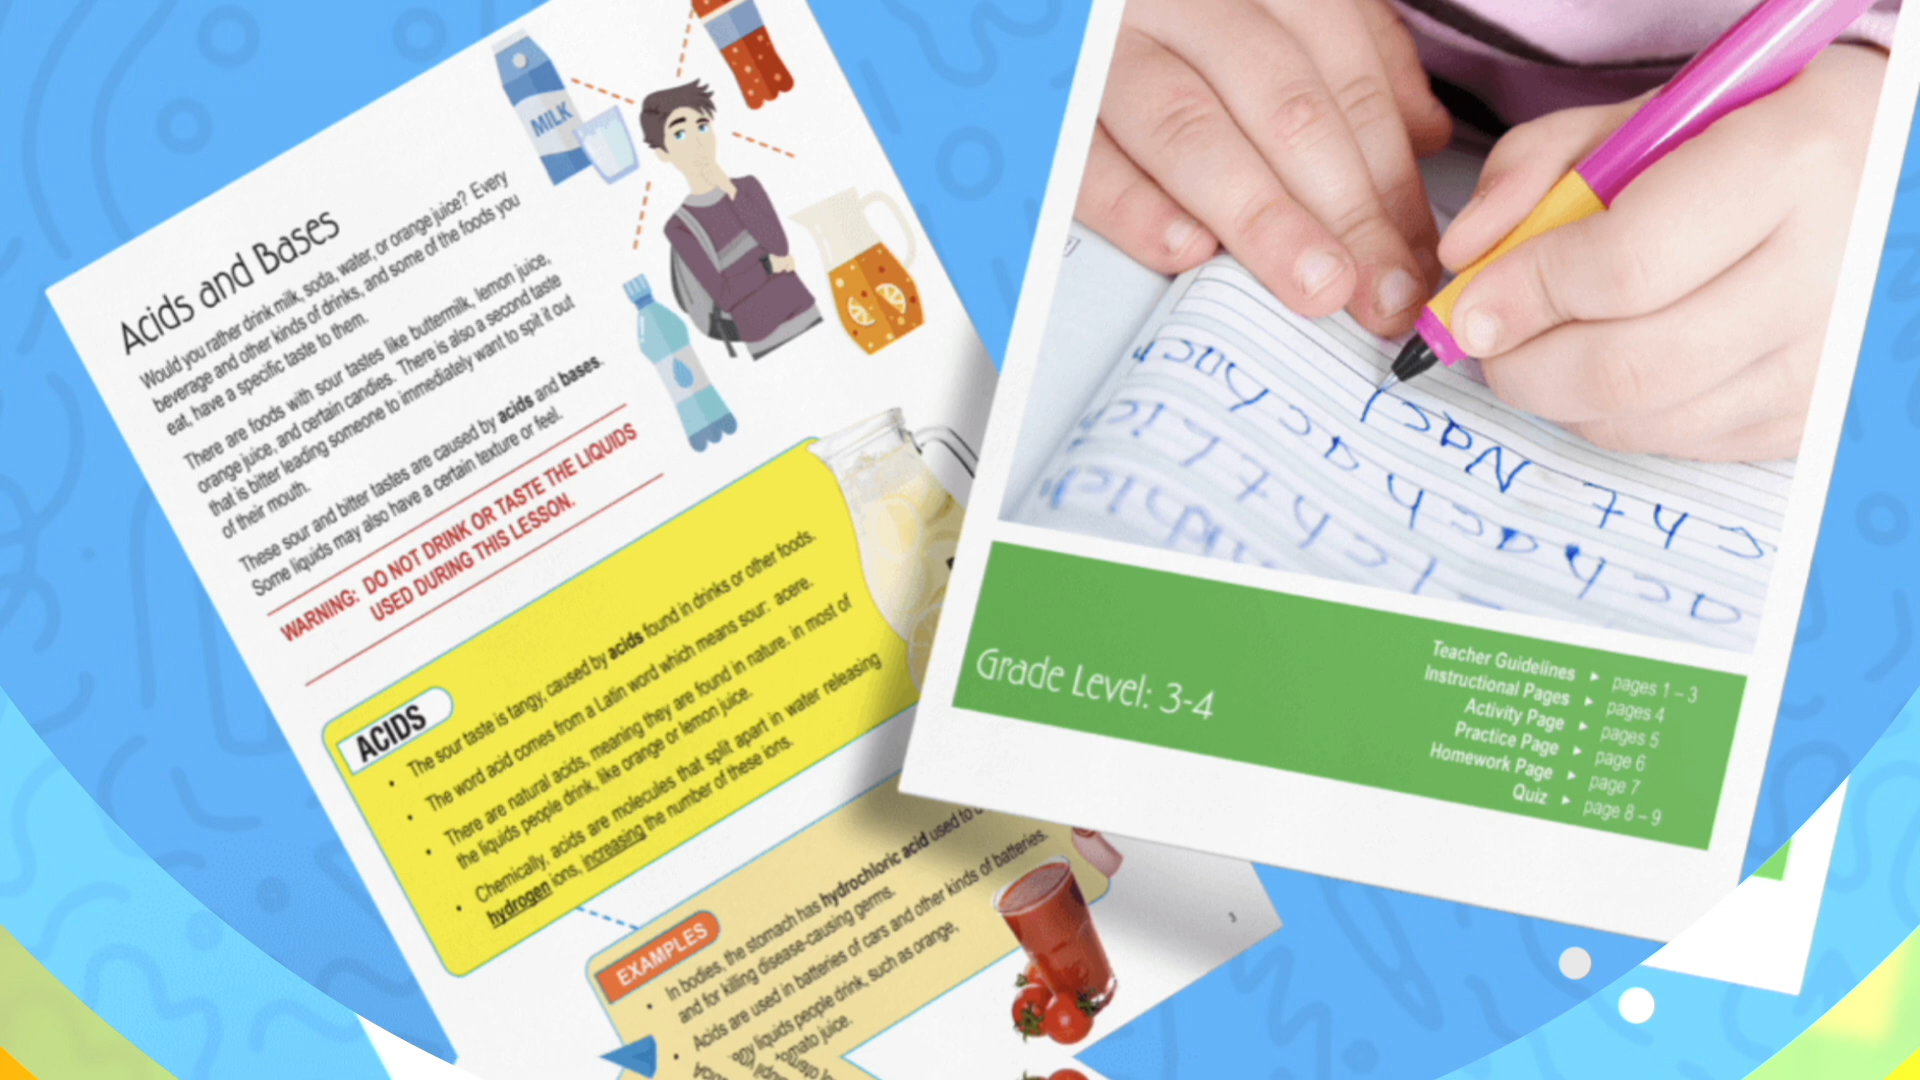 MILK
Acids and Bases
Would you rather drink milk, soda, water, or orange juice? Every
beverage and other kinds of drinks, and some of the foods you
eat, have a specific taste to them.
There are foods with sour tastes like buttermilk, lemon juice,
orange juice, and certain candies. There is also a second taste
that is bitter leading someone to immediately want to spit it out
of their mouth.
These sour and bitter tastes are caused by acids and bases.
Some liquids may also have a certain texture or feel.
WARNING: DO NOT DRINK OR TASTE THE LIQUIDS
USED DURING THIS LESSON.
ACIDS
• The sour taste is tangy, caused by acids found in drinks or other foods.
• The word acid comes from a Latin word which means sour: acere.
• There are natural acids, meaning they are found in nature. in most of
the liquids people drink, like orange or lemon juice.
• Chemically, acids are molecules that split apart in water releasing
hydrogen ions, increasing the number of these ions.
EXAMPLES
• In bodies, the stomach has hydrochloric acid used to
and for killing disease-causing germs.
• Acids are used in batteries of cars and other kinds of batteries.
liquids people drink, such as orange,
tomato juice.
3
Grade Level: 3-4
Teacher Guidelines ► pages 1 – 3
Instructional Pages ► pages 4
Activity Page ► pages 5
Practice Page ► page 6
Homework Page ► page 7
Quiz ► page 8 – 9